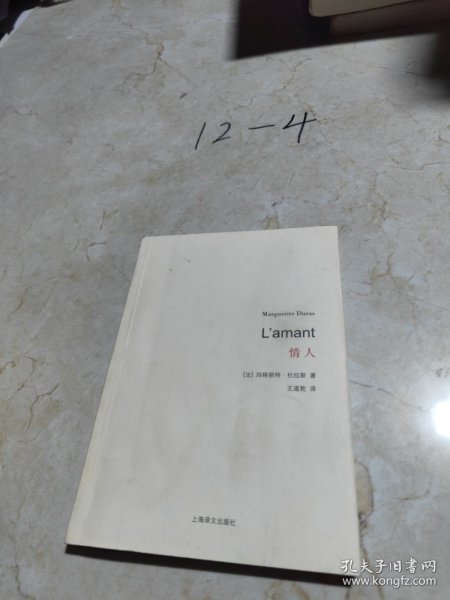 12-4
Marguerite Duras
L'amant
情人
[法] 玛格丽特·杜拉斯 著
王道乾 译
上海译文出版社
孔夫子旧书网
www.kongfz.com